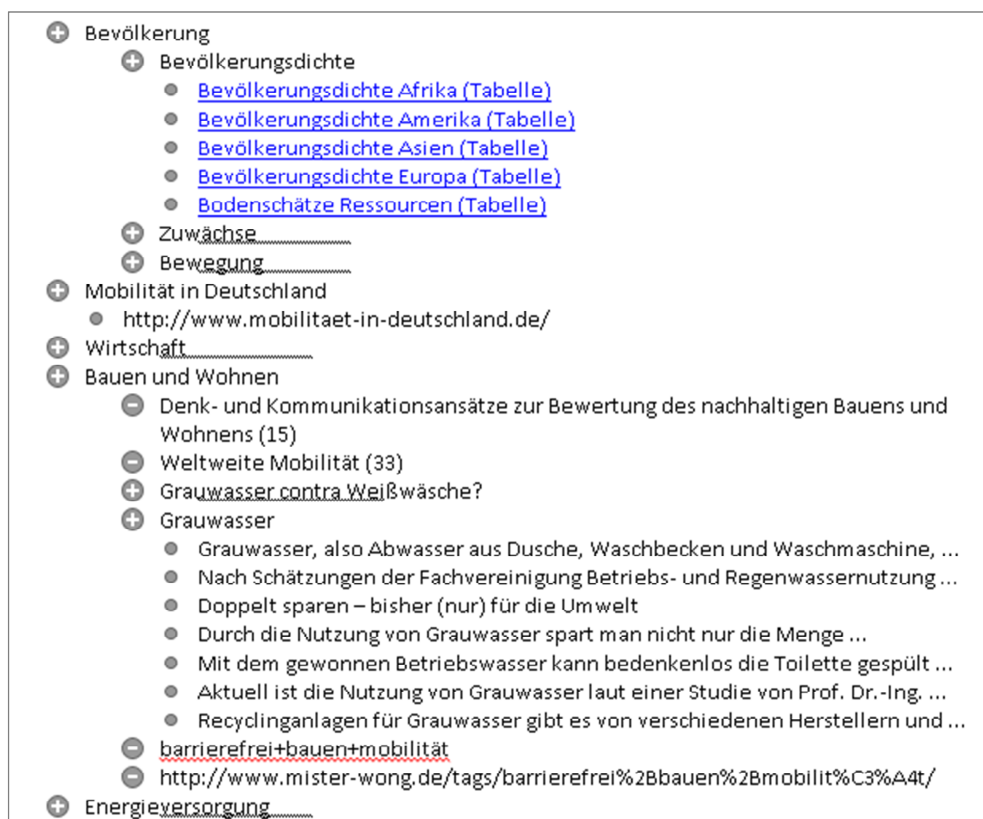 Bevölkerung
Bevölkerungsdichte
Bevölkerungsdichte Afrika (Tabelle)
Bevölkerungsdichte Amerika (Tabelle)
Bevölkerungsdichte Asien (Tabelle)
Bevölkerungsdichte Europa (Tabelle)
Bodenschätze Ressourcen (Tabelle)
Zuwächse
Bewegung
Mobilität in Deutschland
http://www.mobilitaet-in-deutschland.de/
Wirtschaft
Bauen und Wohnen
Denk- und Kommunikationsansätze zur Bewertung des nachhaltigen Bauens und
Wohnens (15)
Weltweite Mobilität (33)
Grauwasser contra Weißwäsche?
Grauwasser
Grauwasser, also Abwasser aus Dusche, Waschbecken und Waschmaschine, ...
Nach Schätzungen der Fachvereinigung Betriebs- und Regenwassernutzung ...
Doppelt sparen – bisher (nur) für die Umwelt
Durch die Nutzung von Grauwasser spart man nicht nur die Menge ...
Mit dem gewonnen Betriebswasser kann bedenkenlos die Toilette gespült ...
Aktuell ist die Nutzung von Grauwasser laut einer Studie von Prof. Dr.-Ing. ...
Recyclinganlagen für Grauwasser gibt es von verschiedenen Herstellern und ...
barrierefrei+bauen+mobilität
http://www.mister-wong.de/tags/barrierefrei%2Bbauen%2Bmobilit%C3%A4t/
Energieversorgung